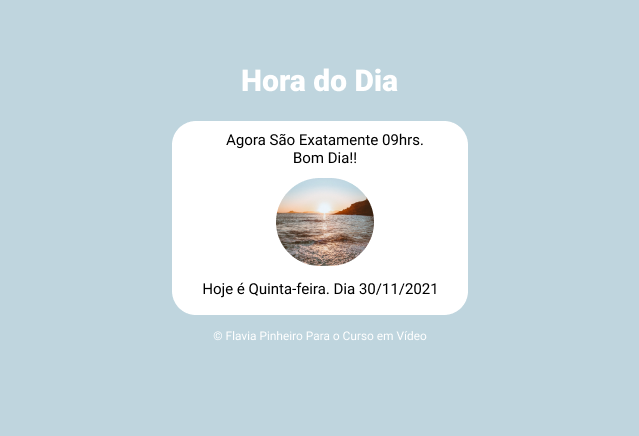 Hora do Dia
Agora São Exatamente 09hrs.
Bom Dia!!
Hoje é Quinta-feira. Dia 30/11/2021
© Flavia Pinheiro Para o Curso em Vídeo